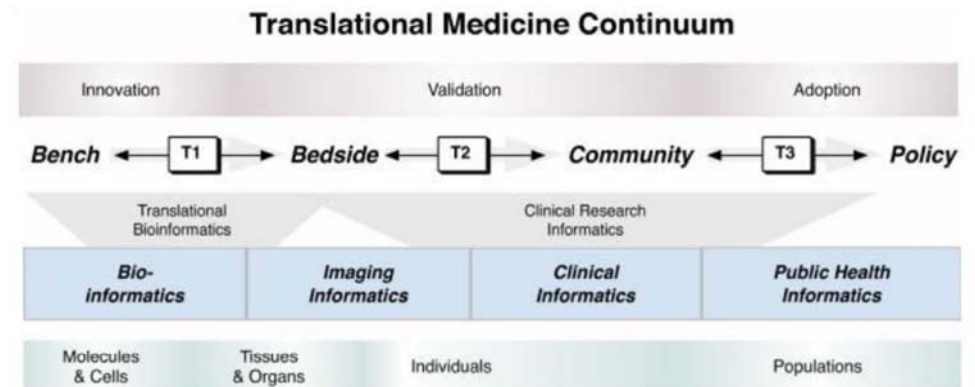 Translational Medicine Continuum
Innovation Validation Adoption
Bench T1 Bedside T2 Community T3 Policy
Translational
Bioinformatics
Clinical Research
Informatics
Bio-
informatics
Imaging
Informatics
Clinical
Informatics
Public Health
Informatics
Molecules
& Cells
Tissues
& Organs
Individuals
Populations